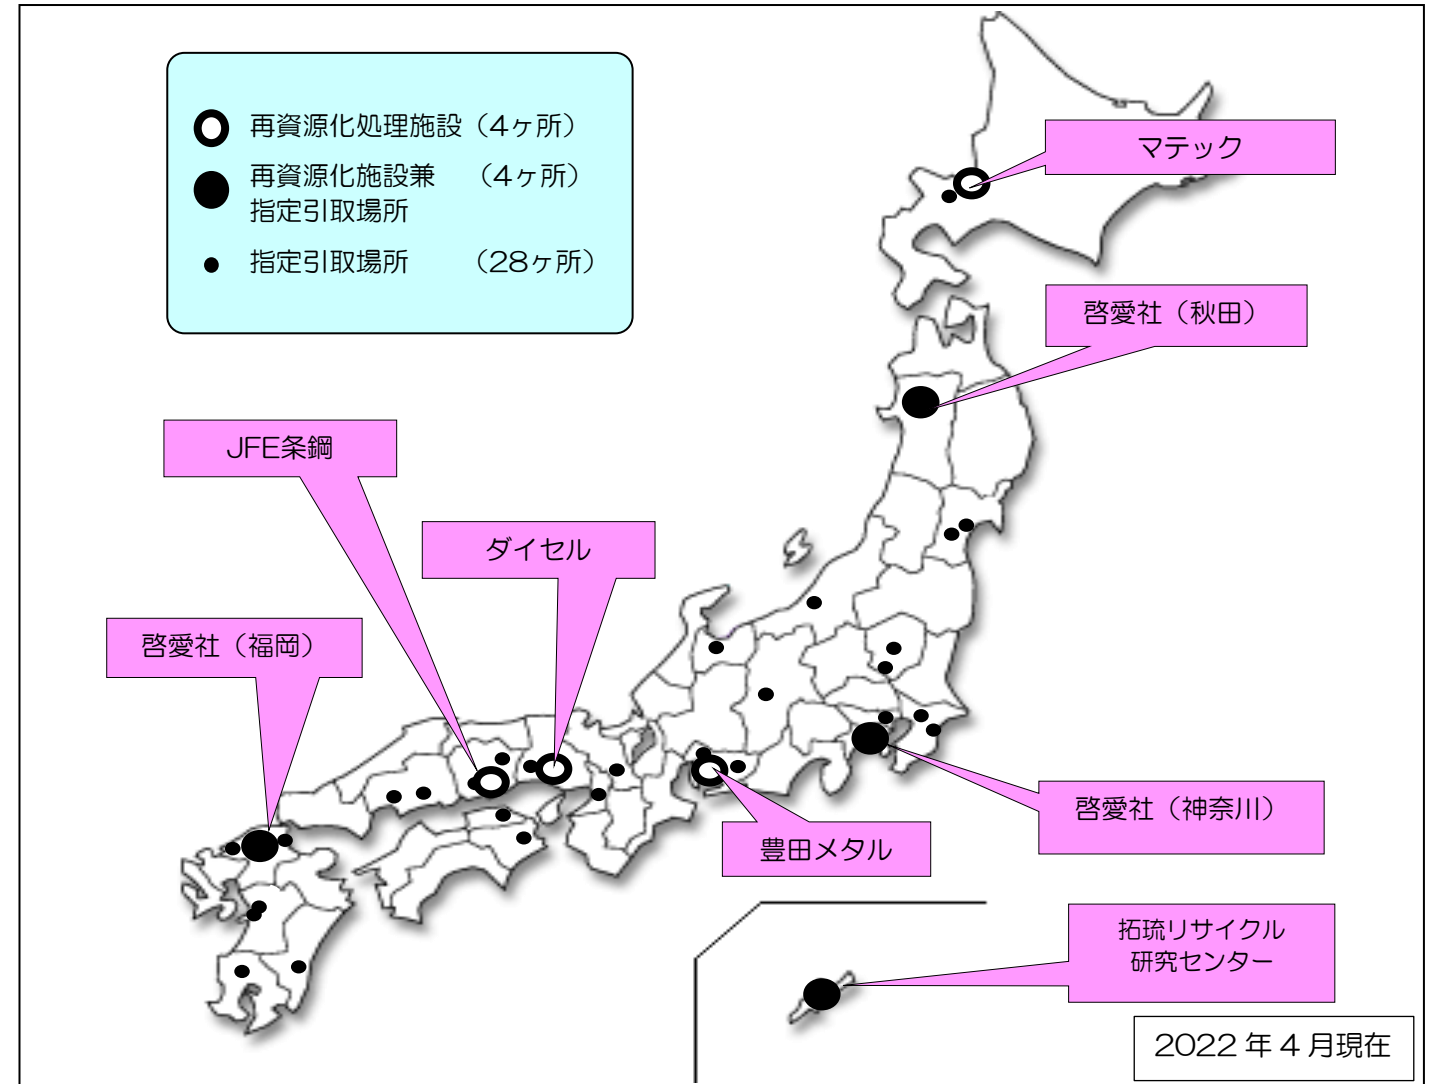 再資源化処理施設（4ヶ所）
再資源化施設兼　（4ヶ所）
指定引取場所
指定引取場所　　（28ヶ所）
マテック
啓愛社（秋田）
JFE条鋼
ダイセル
啓愛社（福岡）
啓愛社（神奈川）
豊田メタル
拓琉リサイクル
研究センター
2022年4月現在